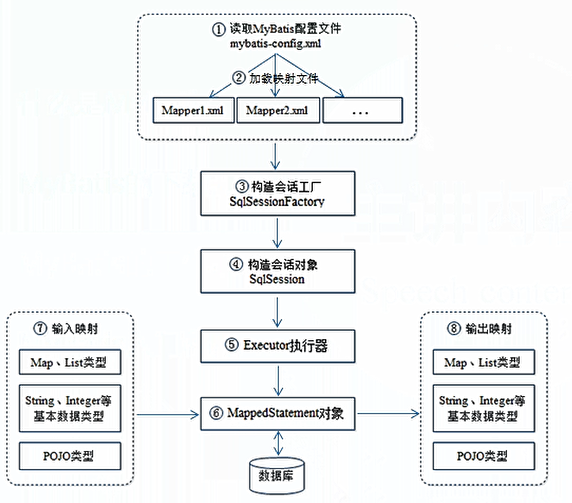 ① 读取MyBatis配置文件
mybatis-config.xml
② 加载映射文件
Mapper1.xml
Mapper2.xml
...
③ 构造会话工厂
SqlSessionFactory
④ 构造会话对象
SqlSession
⑤ Executor执行器
⑥ MappedStatement对象
数据库
⑦ 输入映射
Map、List类型
String、Integer等
基本数据类型
POJO类型
⑧ 输出映射
Map、List类型
String、Integer等
基本数据类型
POJO类型